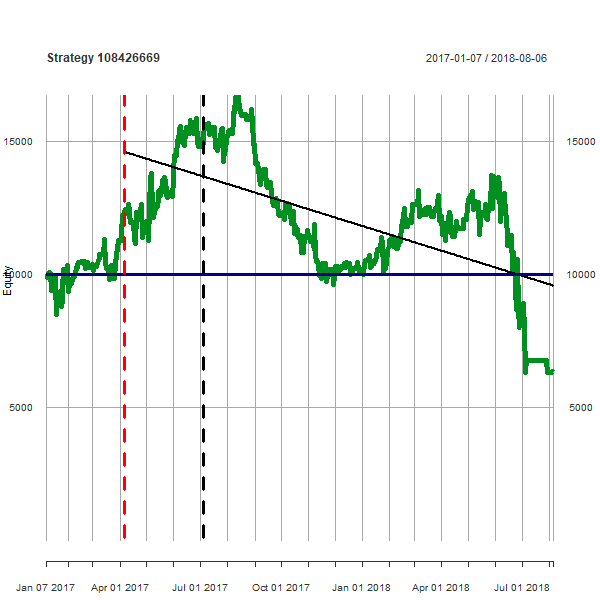 Strategy 108426669
2017-01-07 / 2018-08-06
15000
15000
10000
10000
Equity
5000
5000
Jan 07 2017
Apr 01 2017
Jul 01 2017
Oct 01 2017
Jan 01 2018
Apr 01 2018
Jul 01 2018